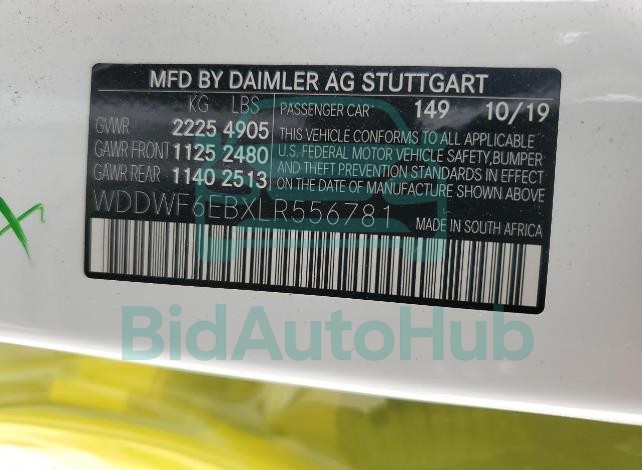 MFD BY DAIMLER AG STUTTGART
KG LBS PASSENGER CAR 149 10/19
GVWR 2225 4905 THIS VEHICLE CONFORMS TO ALL APPLICABLE
GAWR FRONT 1125 2480 U.S. FEDERAL MOTOR VEHICLE SAFETY, BUMPER
GAWR REAR 1140 2513 AND THEFT PREVENTION STANDARDS IN EFFECT
ON THE DATE OF MANUFACTURE SHOWN ABOVE.
WDDWF6EBXLR556781 MADE IN SOUTH AFRICA
BidAutoHub